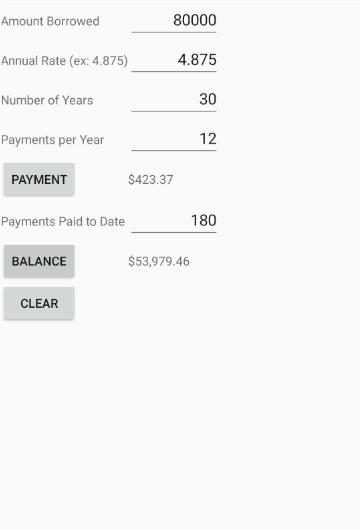 Amount Borrowed 80000
Annual Rate (ex: 4.875) 4.875
Number of Years 30
Payments per Year 12
PAYMENT $423.37
Payments Paid to Date 180
BALANCE $53,979.46
CLEAR